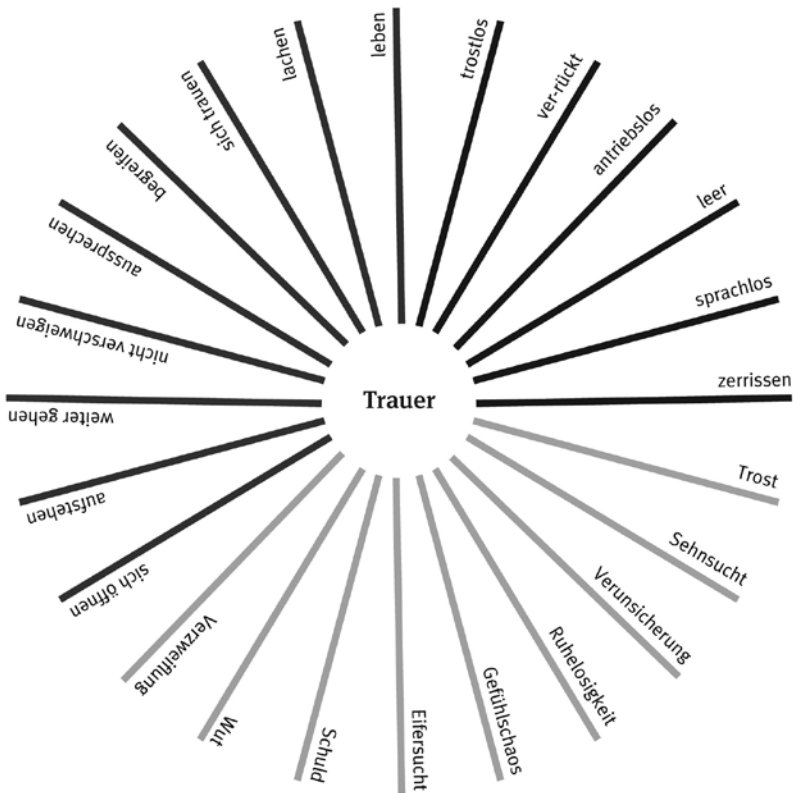 leben
trostlos
ver-rückt
antriebslos
leer
sprachlos
zerrissen
Trost
Sehnsucht
Verunsicherung
Ruhelosigkeit
Gefühlschaos
Eifersucht
Schuld
Wut
Verzweiflung
sich öffnen
aufstehen
weiter gehen
nicht verschweigen
aussprechen
begreifen
sich trauen
lachen
Trauer